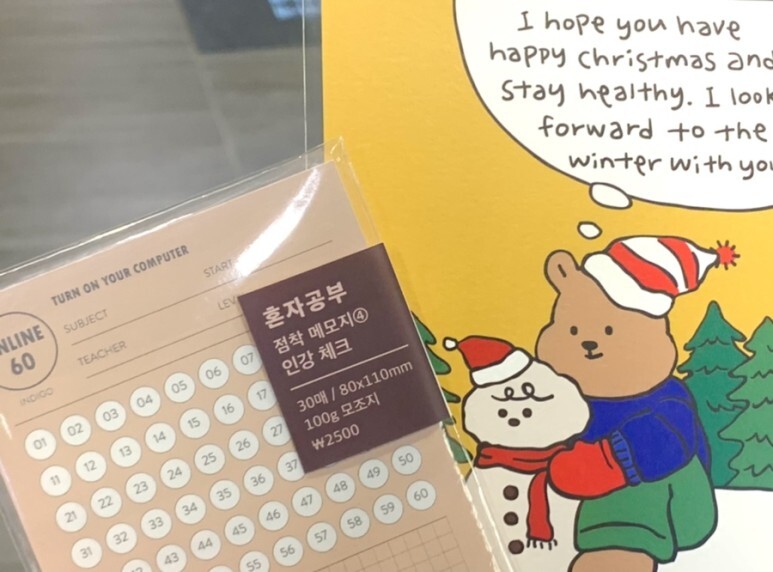 I hope you have
happy christmas and
stay healthy. I look
forward to the
winter with you
TURN ON YOUR COMPUTER
ONLINE
60
INDIGO
SUBJECT
START
TEACHER
혼자공부
점착 메모지④
인강 체크
30매 / 80x110mm
100g 모조지
₩2500
01 02 03 04 05 06 07
11 12 13 14 15 16 17
21 22 23 24 25 26 27
31 32 33 34 35 36 37
43 44 45 46 47 48 49 50
55 56 57 58 59 60